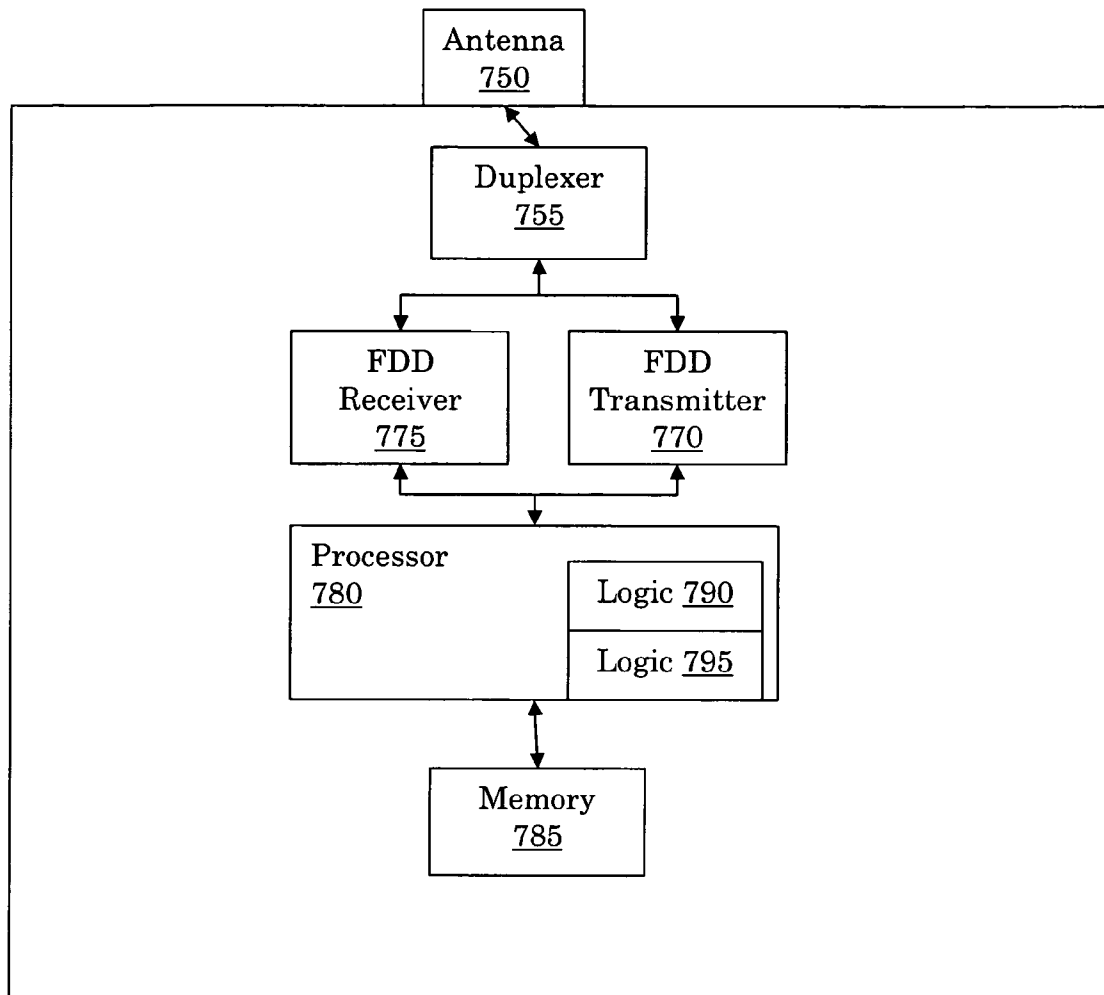 Antenna
750
Duplexer
755
FDD
Receiver
775
FDD
Transmitter
770
Processor
780
Logic 790
Logic 795
Memory
785